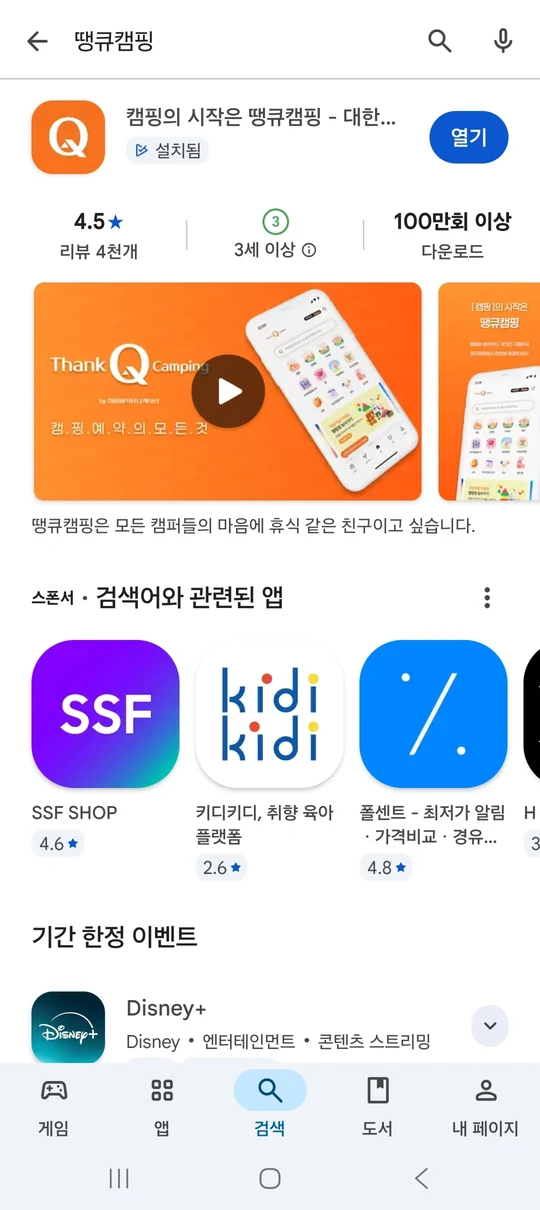 땡큐캠핑
캠핑의 시작은 땡큐캠핑 - 대한...
설치됨
열기
4.5★
리뷰 4천개
3
3세 이상
100만회 이상
다운로드
Thank Q Camping
캠.핑.예.약.의.모.든.것
[캠핑]의 시작은
땡큐캠핑
땡큐캠핑은 모든 캠퍼들의 마음에 휴식 같은 친구이고 싶습니다.
스폰서 • 검색어와 관련된 앱
SSF
kidi
kidi
SSF SHOP
4.6★
키디키디, 취향 육아
플랫폼
2.6★
폴센트 - 최저가 알림
· 가격비교 · 경유...
4.8★
H
3
기간 한정 이벤트
Disney+
Disney+
Disney • 엔터테인먼트 • 콘텐츠 스트리밍
게임
앱
검색
도서
내 페이지